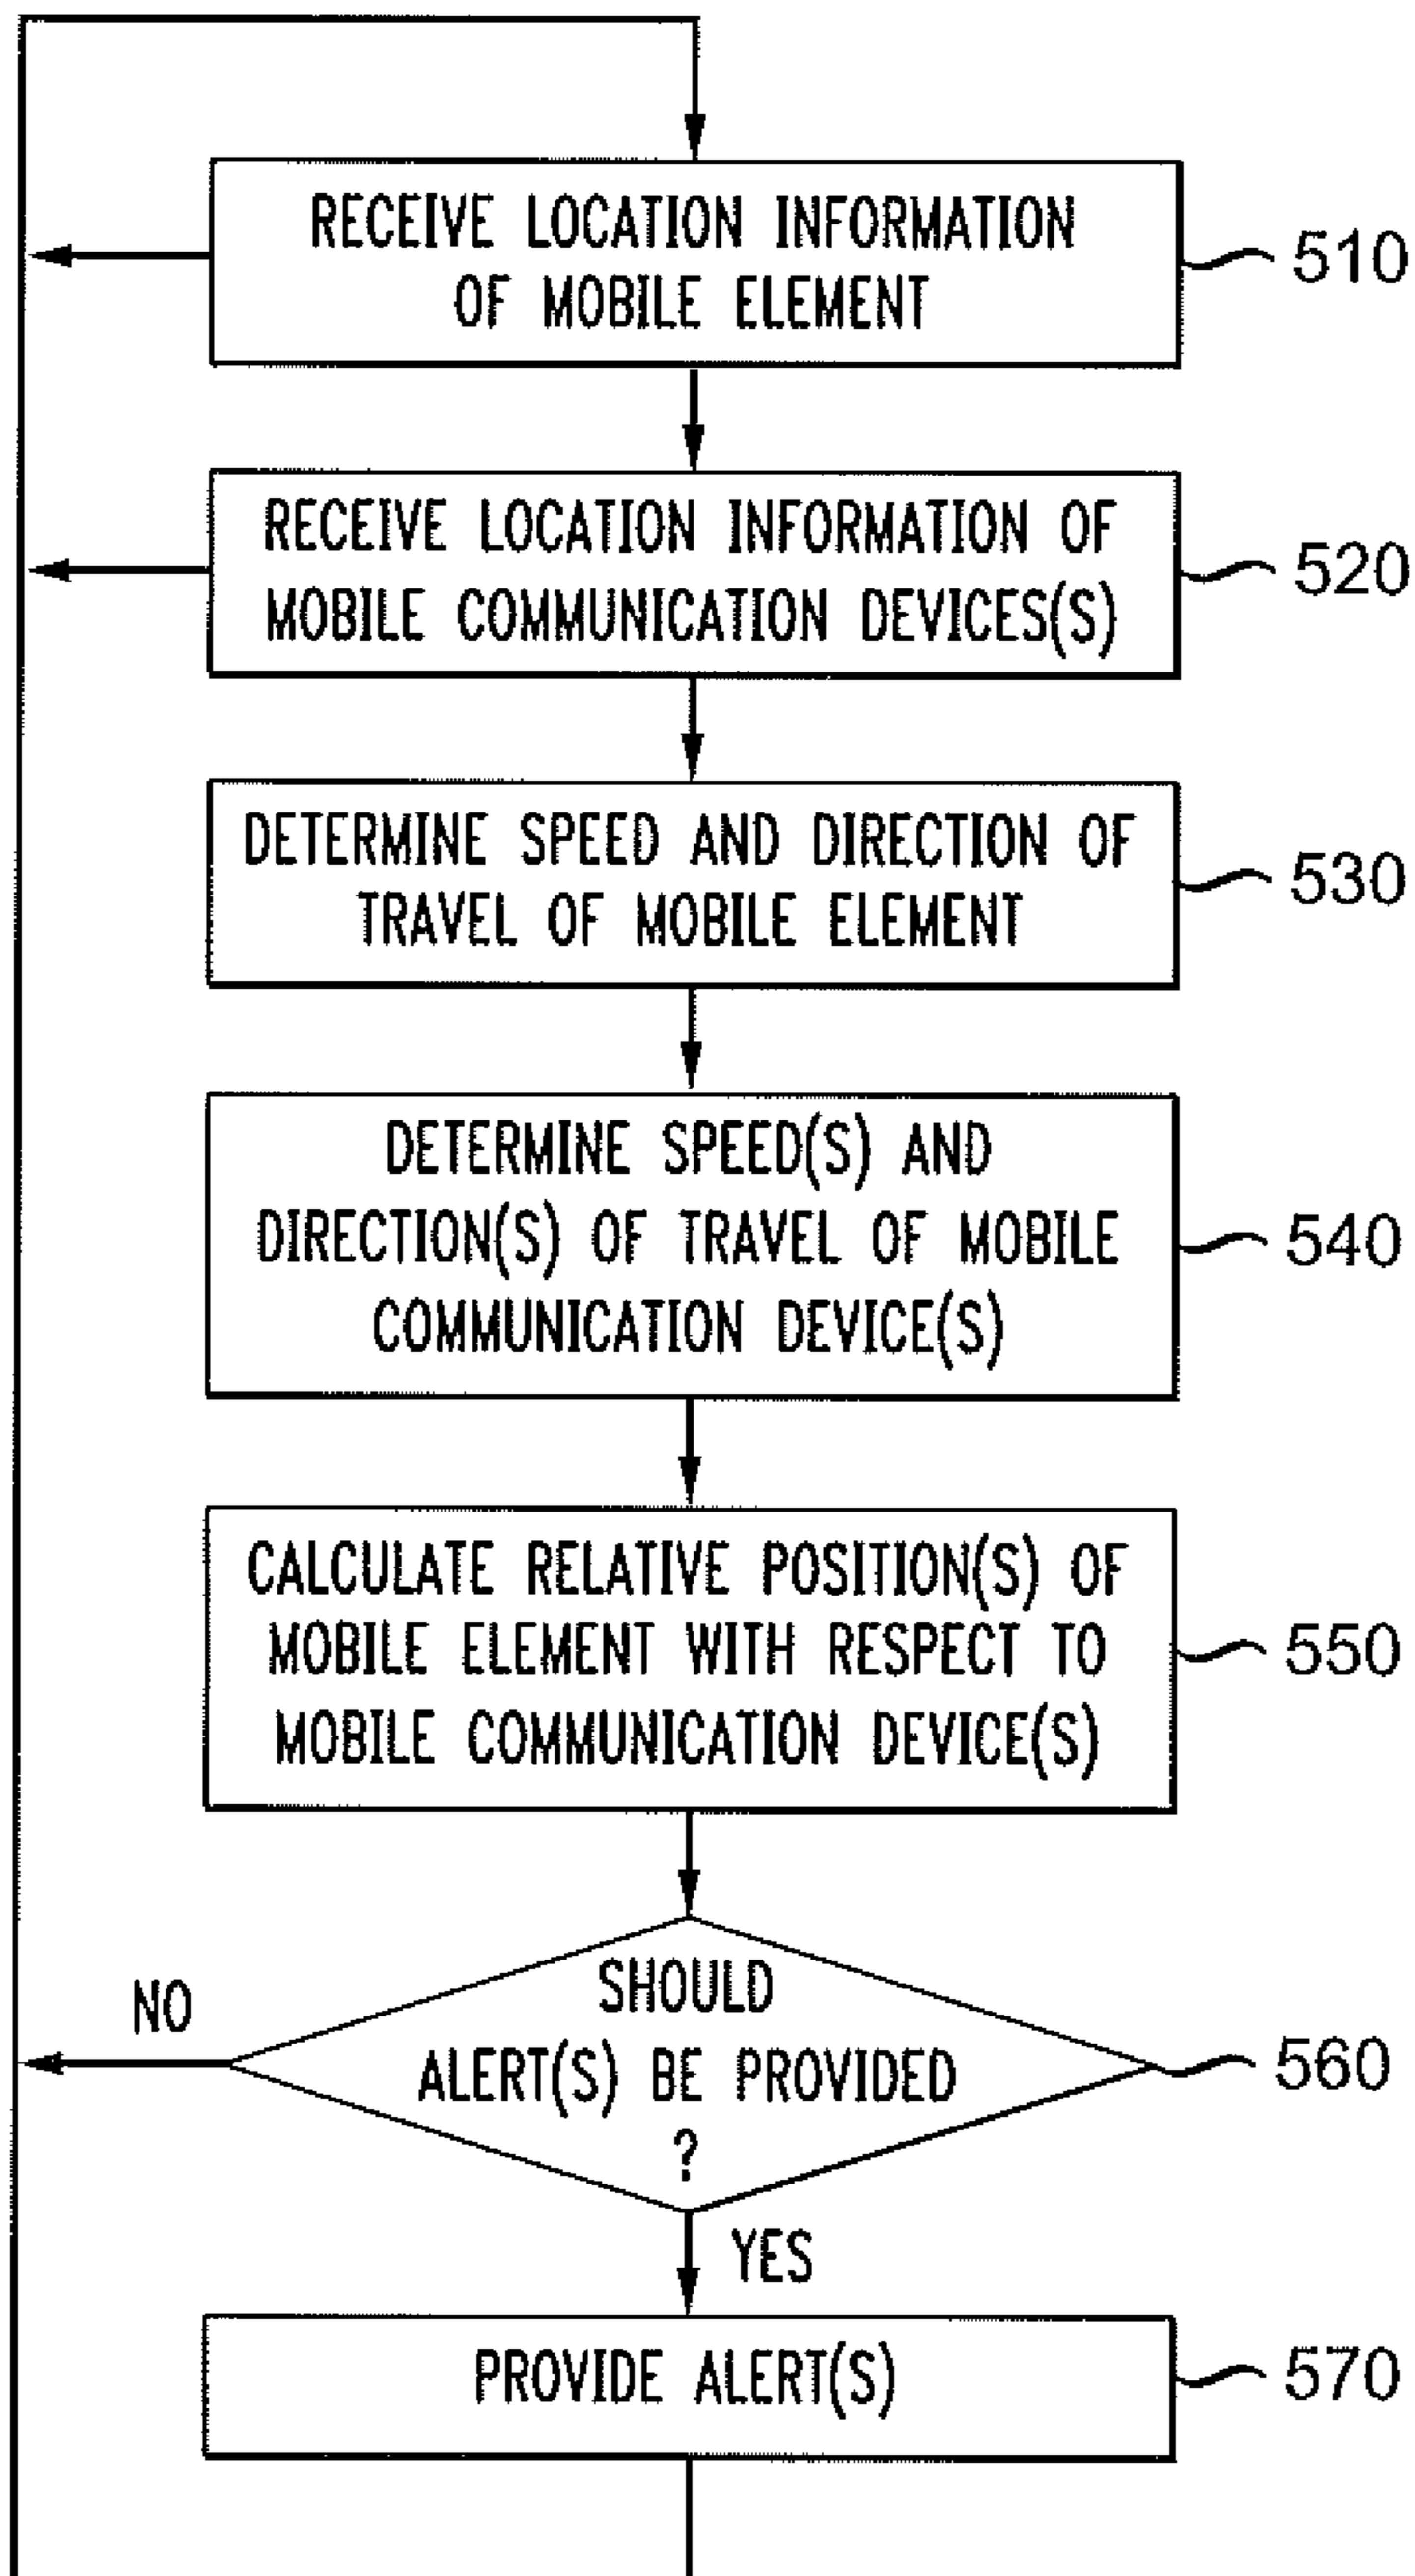 RECEIVE LOCATION INFORMATION
OF MOBILE ELEMENT
510
RECEIVE LOCATION INFORMATION OF
MOBILE COMMUNICATION DEVICES(S)
520
DETERMINE SPEED AND DIRECTION OF
TRAVEL OF MOBILE ELEMENT
530
DETERMINE SPEED(S) AND
DIRECTION(S) OF TRAVEL OF MOBILE
COMMUNICATION DEVICE(S)
540
CALCULATE RELATIVE POSITION(S) OF
MOBILE ELEMENT WITH RESPECT TO
MOBILE COMMUNICATION DEVICE(S)
550
NO
SHOULD
ALERT(S) BE PROVIDED
?
560
YES
PROVIDE ALERT(S)
570